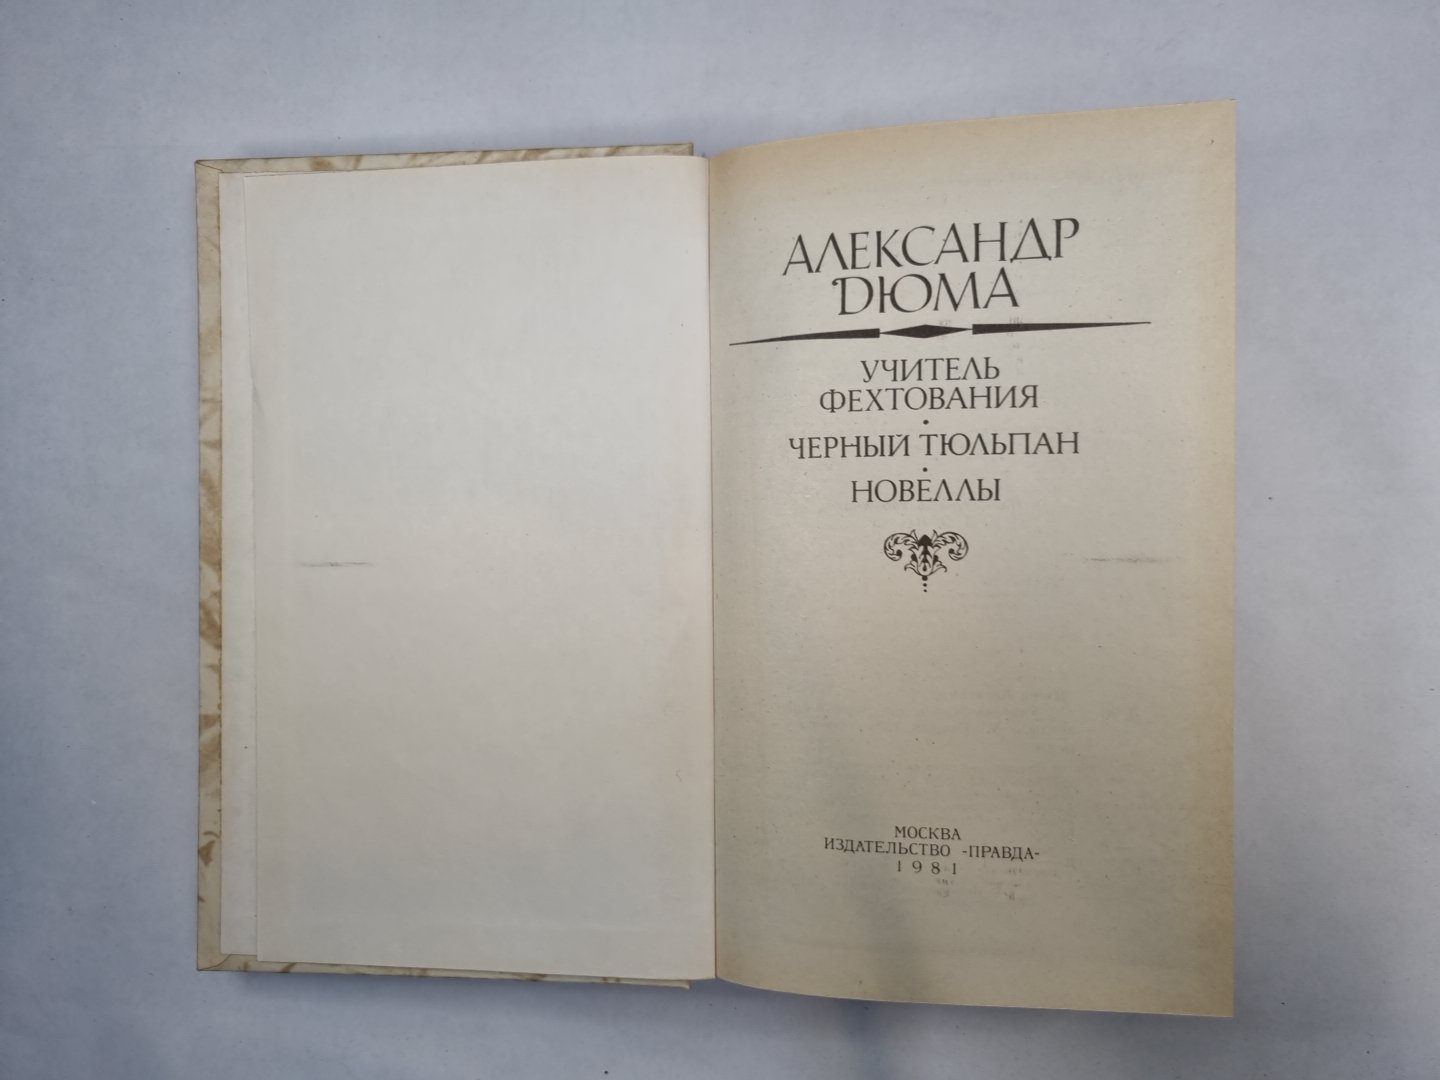 АЛЕКСАНДР
ДЮМА
УЧИТЕЛЬ
ФЕХТОВАНИЯ
•
ЧЕРНЫЙ ТЮЛЬПАН
•
НОВЕЛЛЫ
МОСКВА
ИЗДАТЕЛЬСТВО «ПРАВДА»
1981